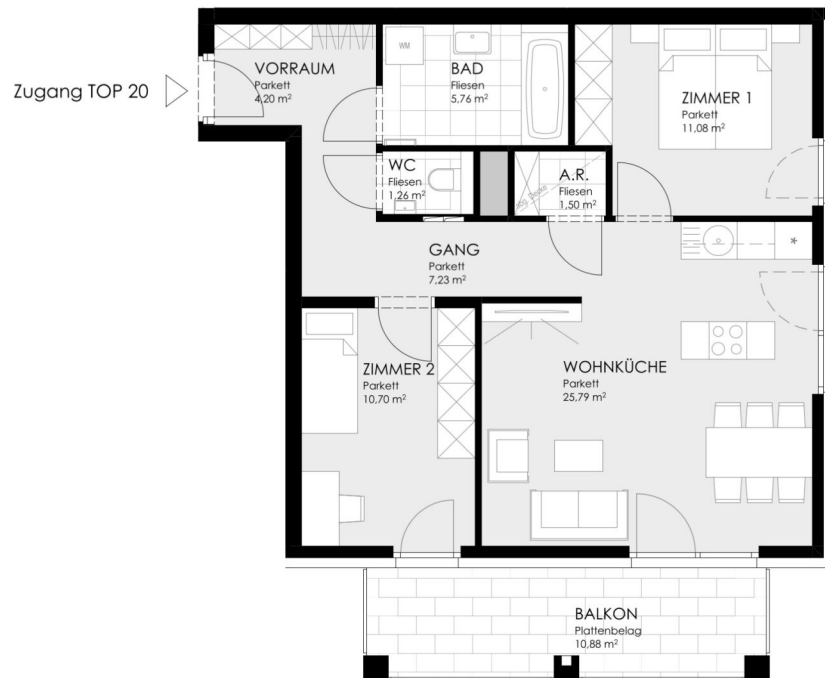 Zugang TOP 20
VORRAUM
Parkett
4,20 m²
WM
BAD
Fliesen
5,76 m²
ZIMMER 1
Parkett
11,08 m²
WC
Fliesen
1,26 m²
A.R.
Fliesen
1,50 m²
abg. Decke
GANG
Parkett
7,23 m²
*
ZIMMER 2
Parkett
10,70 m²
WOHNKÜCHE
Parkett
25,79 m²
BALKON
Plattenbelag
10,88 m²